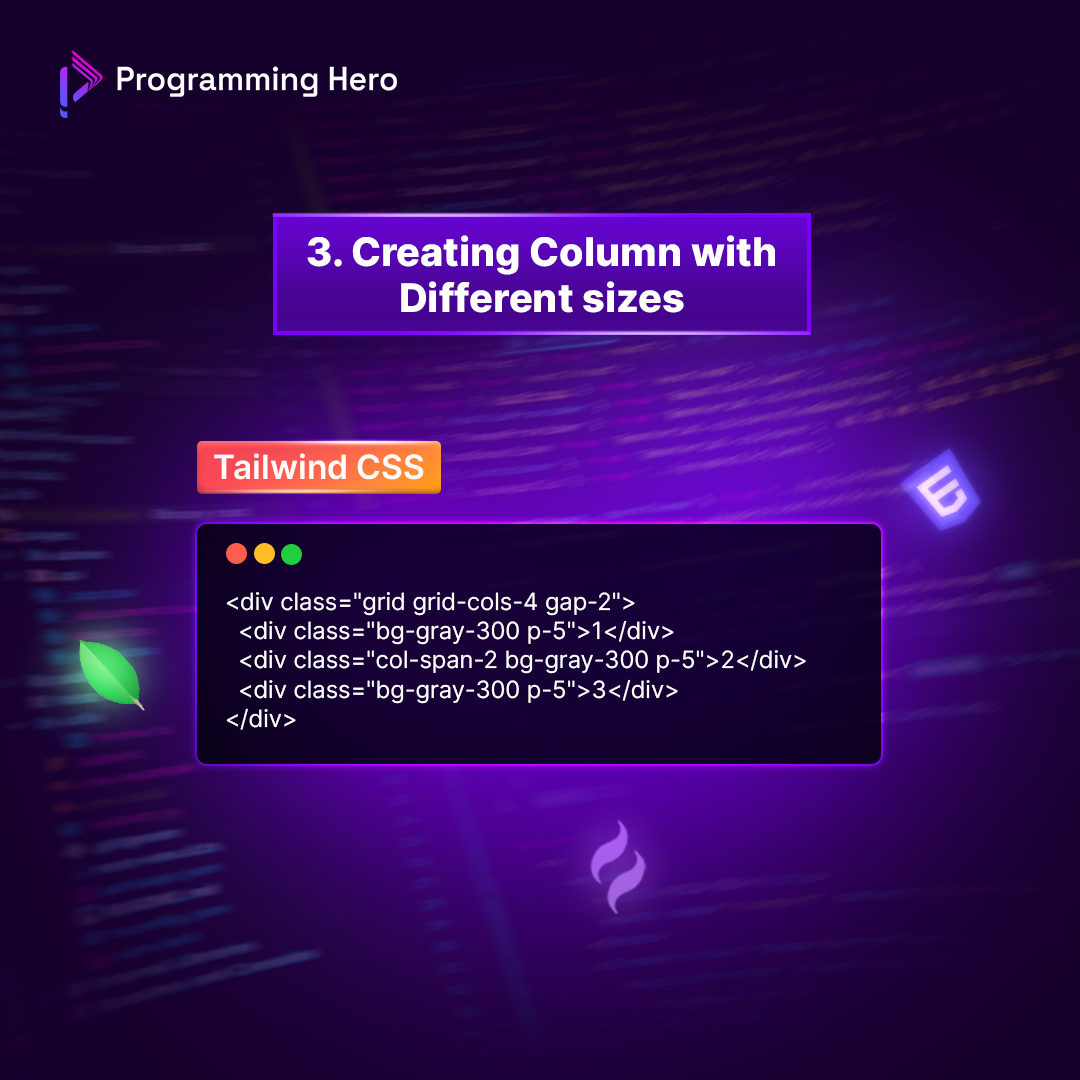 Programming Hero
3. Creating Column with
Different sizes
Tailwind CSS
<div class="grid grid-cols-4 gap-2">
  <div class="bg-gray-300 p-5">1</div>
  <div class="col-span-2 bg-gray-300 p-5">2</div>
  <div class="bg-gray-300 p-5">3</div>
</div>